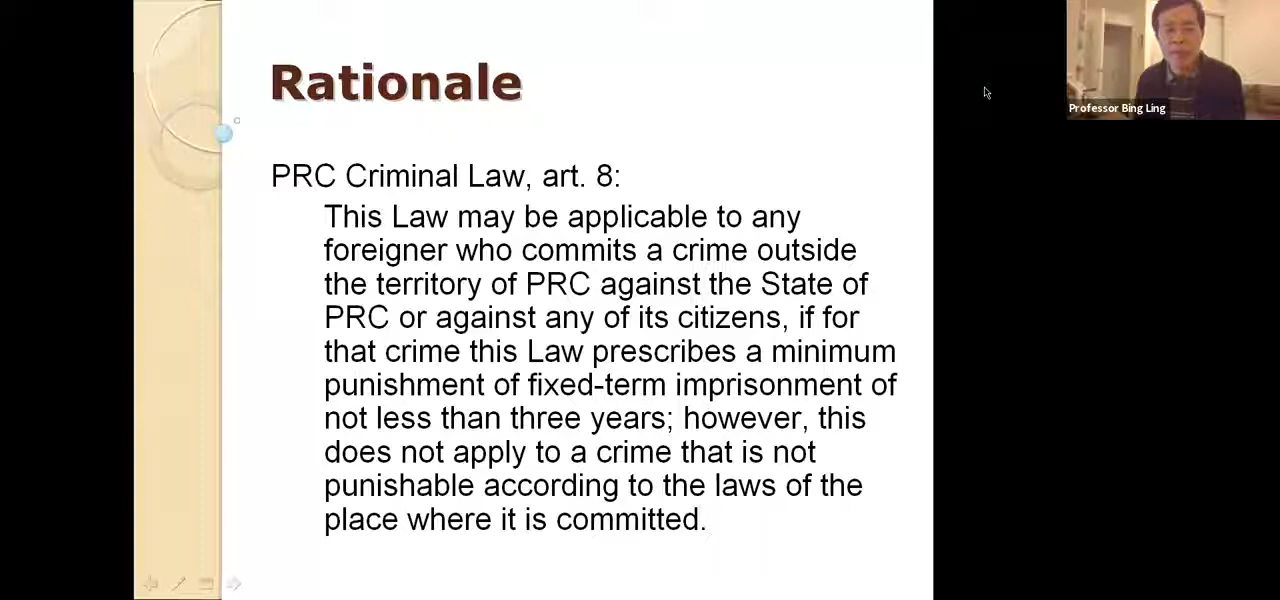 Rationale
Professor Bing Ling
PRC Criminal Law, art. 8:
This Law may be applicable to any
foreigner who commits a crime outside
the territory of PRC against the State of
PRC or against any of its citizens, if for
that crime this Law prescribes a minimum
punishment of fixed-term imprisonment of
not less than three years; however, this
does not apply to a crime that is not
punishable according to the laws of the
place where it is committed.